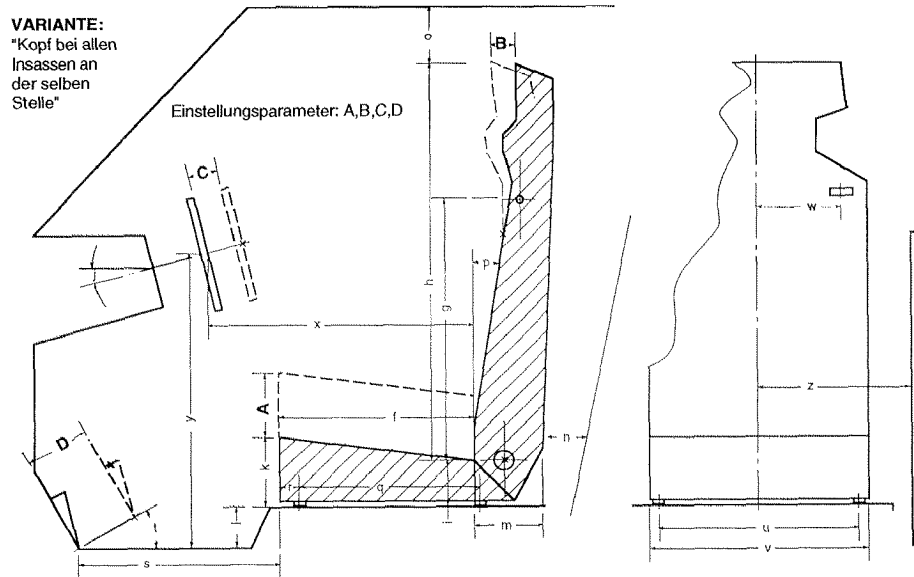 VARIANTE:
"Kopf bei allen
Insassen an
der selben
Stelle"
Einstellungsparameter: A,B,C,D
o
B
C
w
p
h
g
x
z
A
f
y
D
n
k
r
q
l
m
s
u
v